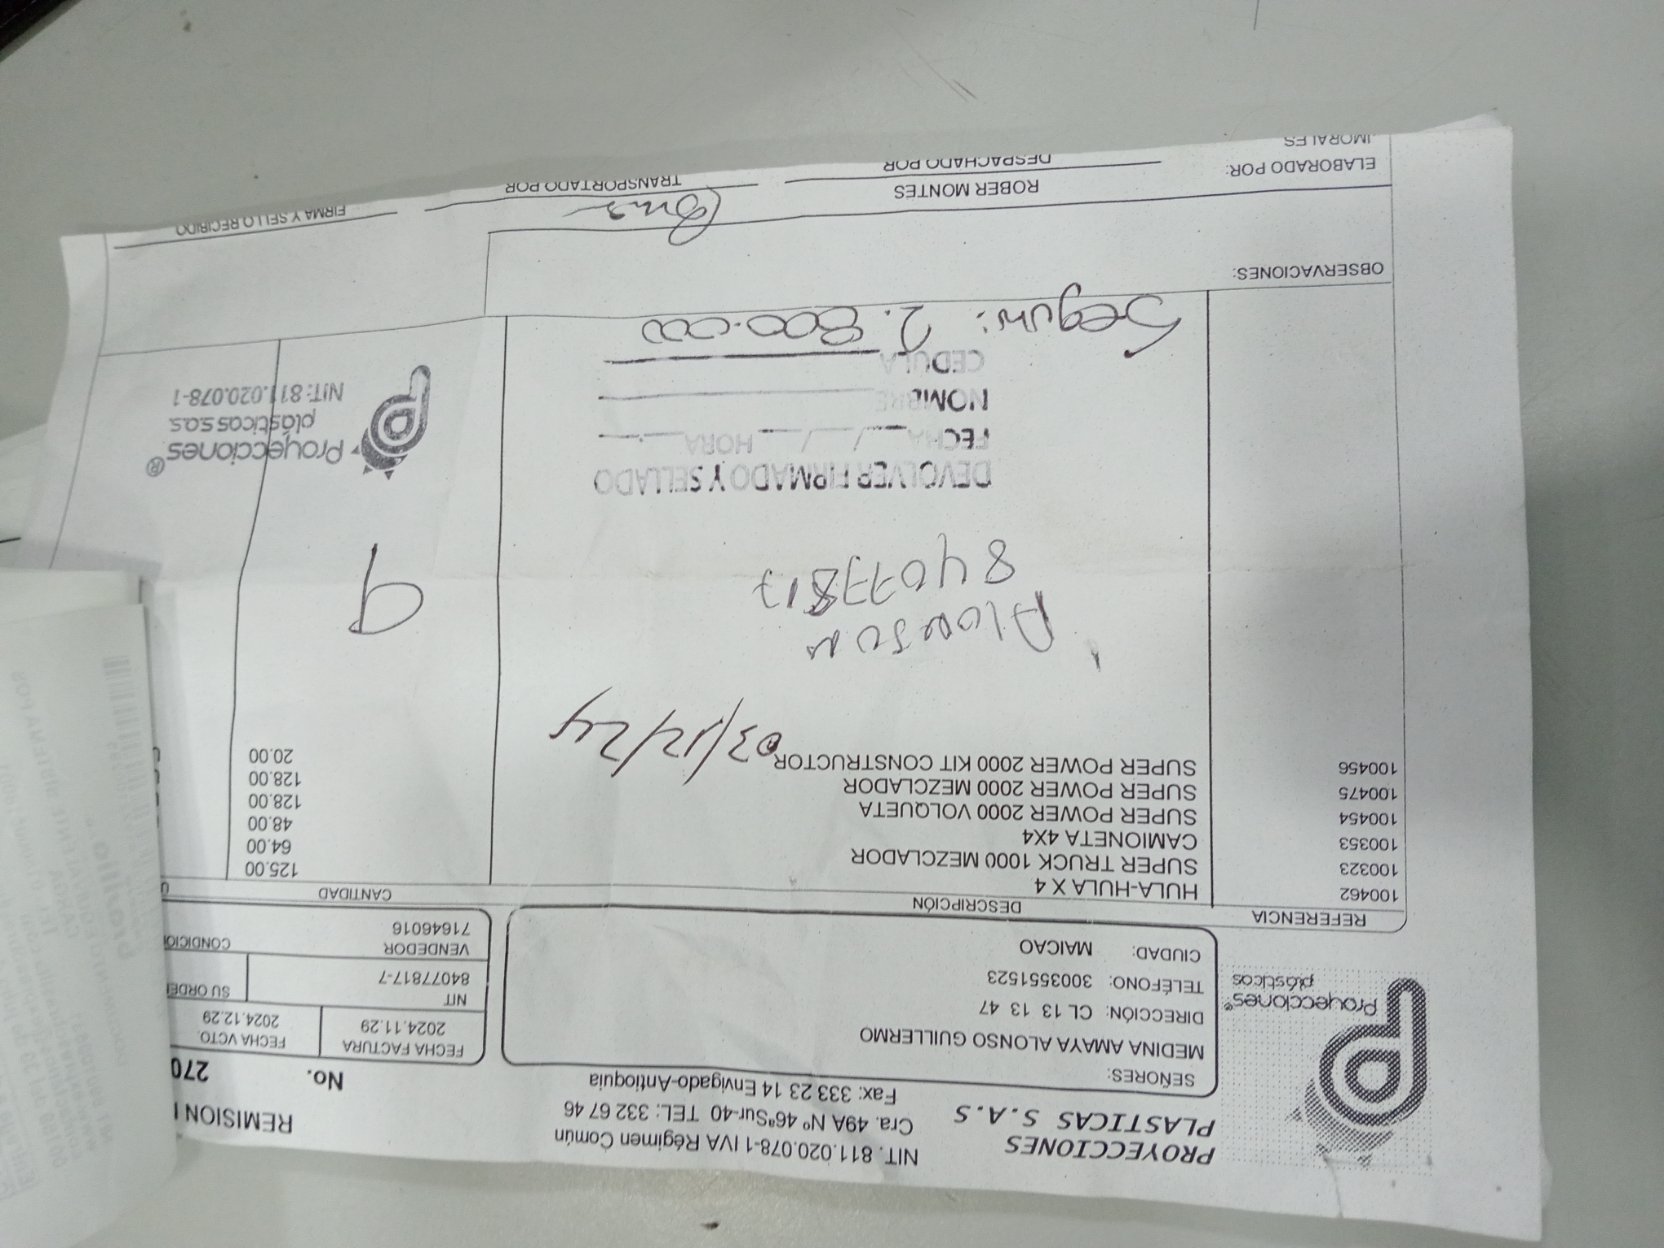 PROYECCIONES
PLASTICAS S.A.S
NIT. 811.020.078-1 IVA Régimen Común
Cra. 49A Nº 46ªSur-40 TEL: 332 67 46
Fax: 333 23 14 Envigado-Antioquia
REMISION
No. 270
Proyecciones®
plásticas
SEÑORES:
MEDINA AMAYA ALONSO GUILLERMO
DIRECCIÓN: CL 13 13 47
TELÉFONO: 3003551523
CIUDAD: MAICAO
FECHA FACTURA
2024.11.29
FECHA VCTO.
2024.12.29
NIT
84077817-7
SU ORDE
VENDEDOR
71646016
CONDICIO
REFERENCIA DESCRIPCIÓN CANTIDAD
100462 HULA-HULA X 4 125.00
100323 SUPER TRUCK 1000 MEZCLADOR 64.00
100353 CAMIONETA 4X4 48.00
100454 SUPER POWER 2000 VOLQUETA 128.00
100475 SUPER POWER 2000 MEZCLADOR 128.00
100456 SUPER POWER 2000 KIT CONSTRUCTOR 20.00
03/12/24
84077817
9
DEVOLVER FIRMADO Y SELLADO
FECHA / / HORA
NOMBRE
CEDULA
Proyecciones®
plásticas s.a.s
NIT: 811.020.078-1
Seguro: 2.800.000
OBSERVACIONES:
ELABORADO POR:
JMORALES
ROBER MONTES
DESPACHADO POR
TRANSPORTADO POR
FIRMA Y SELLO RECIBIDO